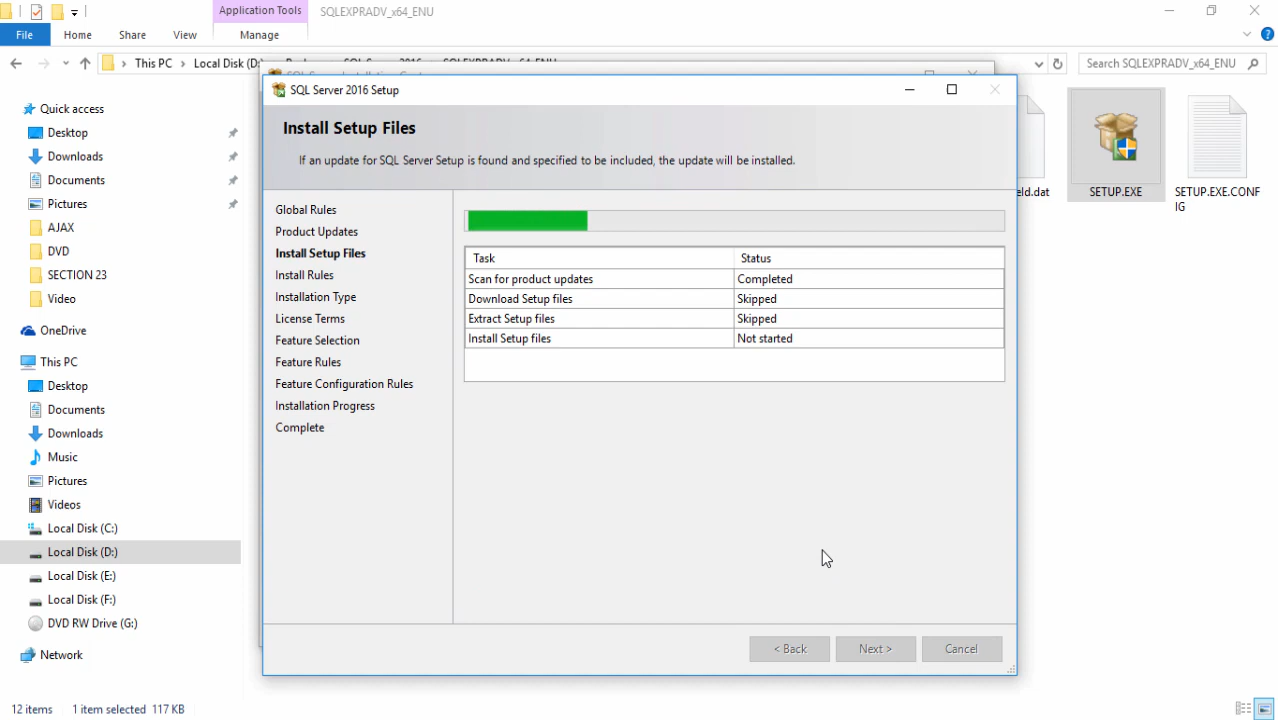 Application Tools
SQLEXPRADV_x64_ENU
File
Home
Share
View
Manage
This PC
Local Disk (D:)
SQLEXPRADV_x64_ENU
Search SQLEXPRADV_x64_ENU
Quick access
Desktop
Downloads
Documents
Pictures
AJAX
DVD
SECTION 23
Video
OneDrive
This PC
Desktop
Documents
Downloads
Music
Pictures
Videos
Local Disk (C:)
Local Disk (D:)
Local Disk (E:)
Local Disk (F:)
DVD RW Drive (G:)
Network
12 items
1 item selected 117 KB
SQL Server 2016 Setup
Install Setup Files
If an update for SQL Server Setup is found and specified to be included, the update will be installed.
Global Rules
Product Updates
Install Setup Files
Install Rules
Installation Type
License Terms
Feature Selection
Feature Rules
Feature Configuration Rules
Installation Progress
Complete
Task Status
Scan for product updates Completed
Download Setup files Skipped
Extract Setup files Skipped
Install Setup files Not started
< Back
Next >
Cancel
SETUP.EXE
SETUP.EXE.CONF
IG